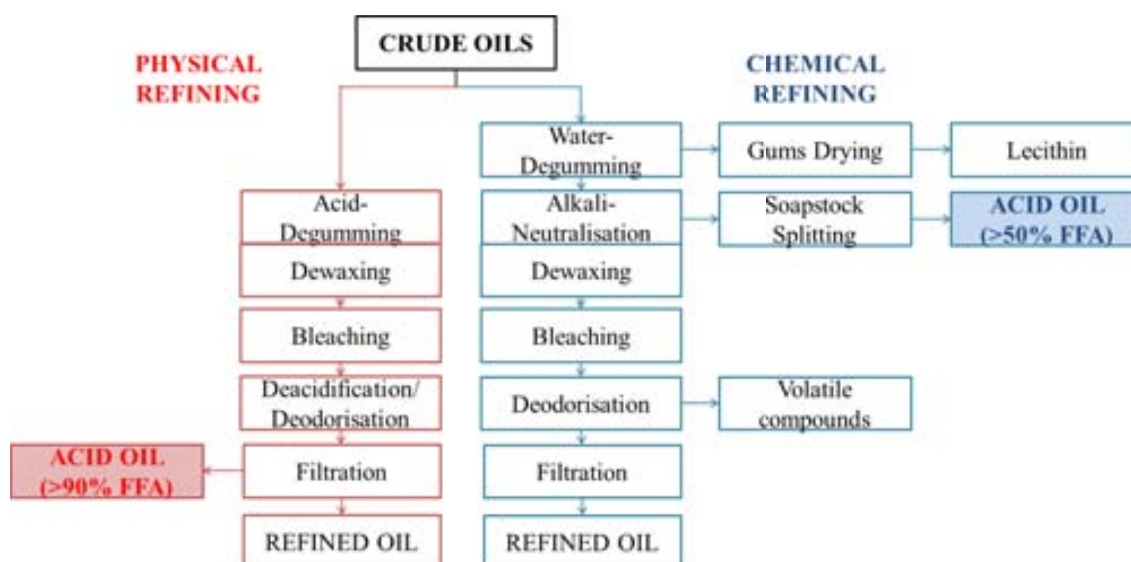 CRUDE OILS
PHYSICAL
REFINING
CHEMICAL
REFINING
Water-
Degumming
Gums Drying
Lecithin
Acid-
Degumming
Alkali-
Neutralisation
Soapstock
Splitting
ACID OIL
(>50% FFA)
Dewaxing
Dewaxing
Bleaching
Bleaching
Deacidification/
Deodorisation
Deodorisation
Volatile
compounds
ACID OIL
(>90% FFA)
Filtration
Filtration
REFINED OIL
REFINED OIL